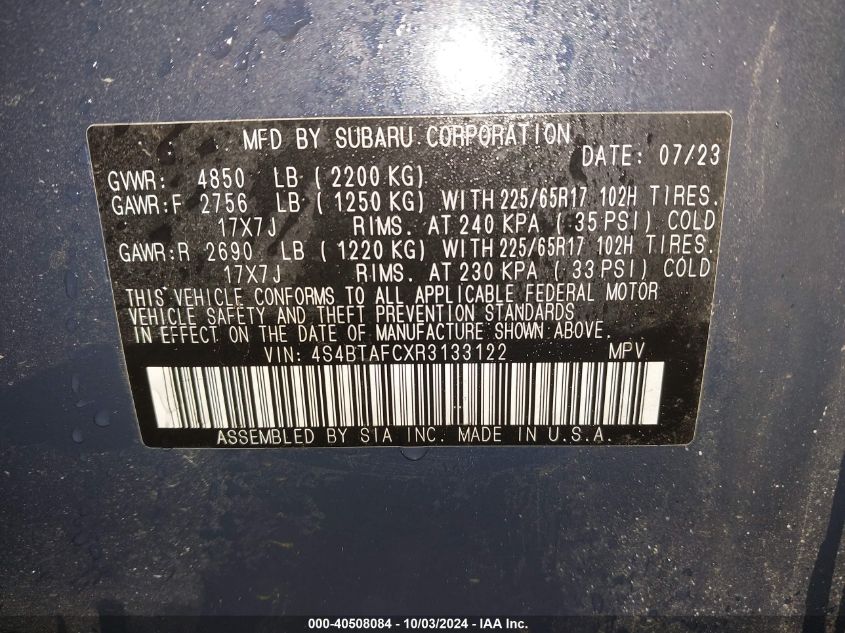 MFD BY SUBARU CORPORATION
DATE: 07/23
GVWR: 4850 LB ( 2200 KG)
GAWR:F 2756 LB ( 1250 KG) WITH 225/65R17 102H TIRES.
17X7J RIMS. AT 240 KPA ( 35 PSI) COLD
GAWR:R 2690 LB ( 1220 KG) WITH 225/65R17 102H TIRES.
17X7J RIMS. AT 230 KPA ( 33 PSI) COLD
THIS VEHICLE CONFORMS TO ALL APPLICABLE FEDERAL MOTOR
VEHICLE SAFETY AND THEFT PREVENTION STANDARDS
IN EFFECT ON THE DATE OF MANUFACTURE SHOWN ABOVE.
VIN: 4S4BTAFCXR3133122 MPV
ASSEMBLED BY SIA INC. MADE IN U.S.A.
000-40508084 - 10/03/2024 - IAA Inc.